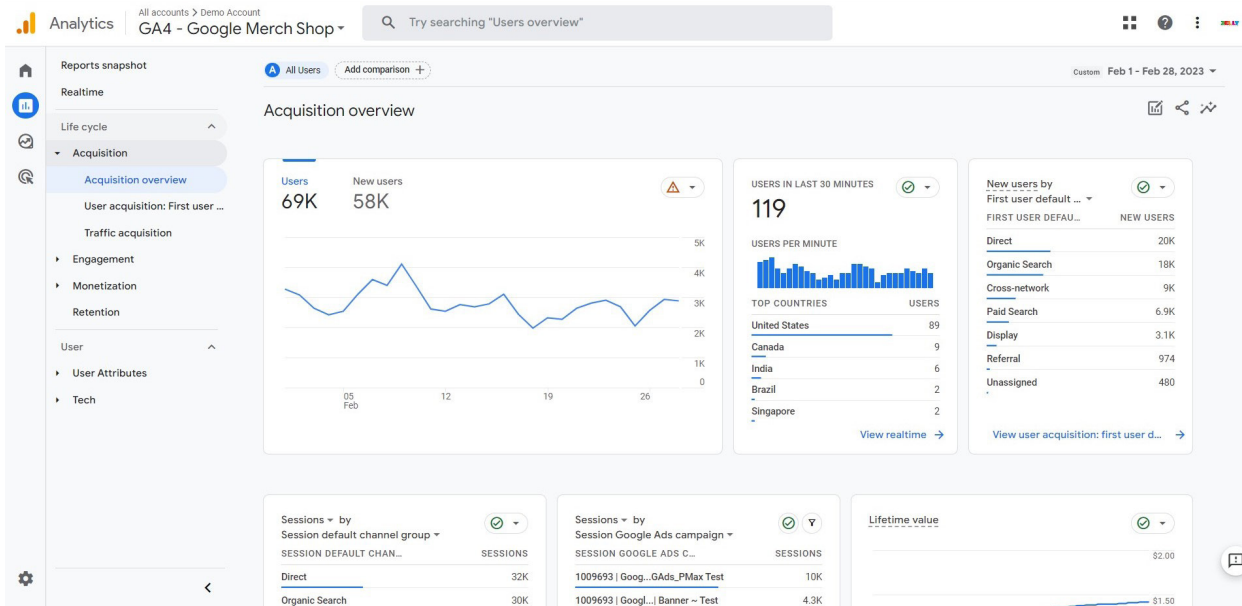 All accounts > Demo Account
Analytics
GA4 - Google Merch Shop
Try searching "Users overview"
JELLY
Reports snapshot
Realtime
Life cycle
Acquisition
Acquisition overview
User acquisition: First user ...
Traffic acquisition
Engagement
Monetization
Retention
User
User Attributes
Tech
A All Users
Add comparison +
Custom Feb 1 - Feb 28, 2023
Acquisition overview
Users
New users
69K
58K
5K
4K
3K
2K
1K
0
05
Feb
12
19
26
USERS IN LAST 30 MINUTES
119
USERS PER MINUTE
TOP COUNTRIES USERS
United States 89
Canada 9
India 6
Brazil 2
Singapore 2
View realtime
New users by
First user default ...
FIRST USER DEFAU... NEW USERS
Direct 20K
Organic Search 18K
Cross-network 9K
Paid Search 6.9K
Display 3.1K
Referral 974
Unassigned 480
View user acquisition: first user d...
Sessions by
Session default channel group
SESSION DEFAULT CHAN... SESSIONS
Direct 32K
Organic Search 30K
Sessions by
Session Google Ads campaign
SESSION GOOGLE ADS C... SESSIONS
1009693 | Goog...GAds_PMax Test 10K
1009693 | Googl...| Banner ~ Test 4.3K
Lifetime value
$2.00
$1.50